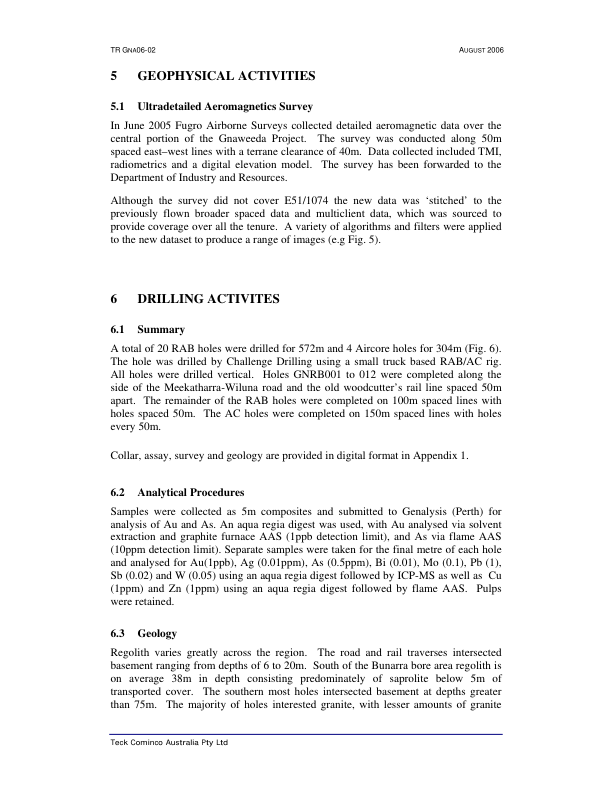 TR GNA06-02 AUGUST 2006
5 GEOPHYSICAL ACTIVITIES
5.1 Ultradetailed Aeromagnetics Survey
In June 2005 Fugro Airborne Surveys collected detailed aeromagnetic data over the
central portion of the Gnaweeda Project. The survey was conducted along 50m
spaced east–west lines with a terrane clearance of 40m. Data collected included TMI,
radiometrics and a digital elevation model. The survey has been forwarded to the
Department of Industry and Resources.
Although the survey did not cover E51/1074 the new data was ‘stitched’ to the
previously flown broader spaced data and multiclient data, which was sourced to
provide coverage over all the tenure. A variety of algorithms and filters were applied
to the new dataset to produce a range of images (e.g Fig. 5).
6 DRILLING ACTIVITES
6.1 Summary
A total of 20 RAB holes were drilled for 572m and 4 Aircore holes for 304m (Fig. 6).
The hole was drilled by Challenge Drilling using a small truck based RAB/AC rig.
All holes were drilled vertical. Holes GNRB001 to 012 were completed along the
side of the Meekatharra-Wiluna road and the old woodcutter’s rail line spaced 50m
apart. The remainder of the RAB holes were completed on 100m spaced lines with
holes spaced 50m. The AC holes were completed on 150m spaced lines with holes
every 50m.
Collar, assay, survey and geology are provided in digital format in Appendix 1.
6.2 Analytical Procedures
Samples were collected as 5m composites and submitted to Genalysis (Perth) for
analysis of Au and As. An aqua regia digest was used, with Au analysed via solvent
extraction and graphite furnace AAS (1ppb detection limit), and As via flame AAS
(10ppm detection limit). Separate samples were taken for the final metre of each hole
and analysed for Au(1ppb), Ag (0.01ppm), As (0.5ppm), Bi (0.01), Mo (0.1), Pb (1),
Sb (0.02) and W (0.05) using an aqua regia digest followed by ICP-MS as well as Cu
(1ppm) and Zn (1ppm) using an aqua regia digest followed by flame AAS. Pulps
were retained.
6.3 Geology
Regolith varies greatly across the region. The road and rail traverses intersected
basement ranging from depths of 6 to 20m. South of the Bunarra bore area regolith is
on average 38m in depth consisting predominately of saprolite below 5m of
transported cover. The southern most holes intersected basement at depths greater
than 75m. The majority of holes interested granite, with lesser amounts of granite
Teck Cominco Australia Pty Ltd